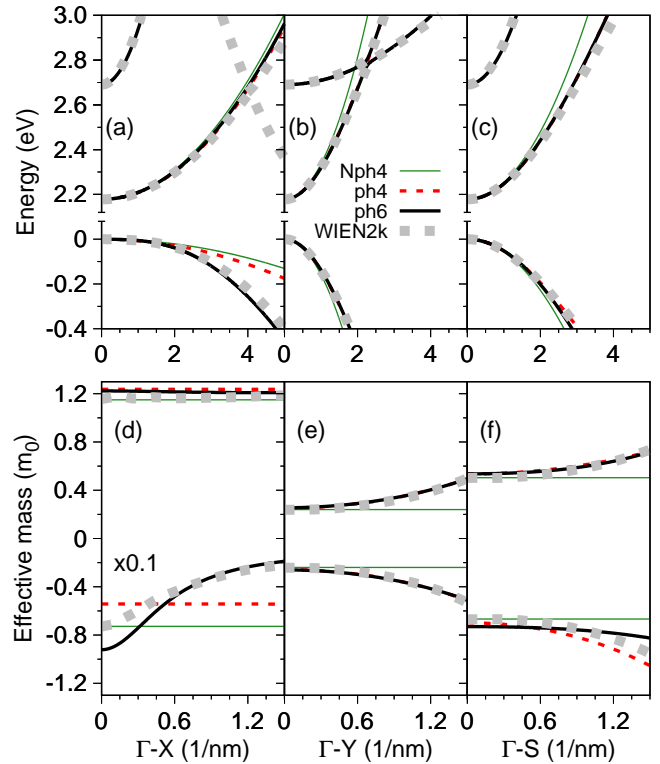 3.0
2.8
2.6
2.4
2.2
0
-0.2
-0.4
Energy (eV)
(a)
(b)
(c)
Nph4
ph4
ph6
WIEN2k
0 2 4 0 2 4 0 2 4
1.2
0.8
0.4
0
-0.4
-0.8
-1.2
Effective mass (m0)
(d)
(e)
(f)
x0.1
0 0.6 1.2 0 0.6 1.2 0 0.6 1.2
Γ-X (1/nm)
Γ-Y (1/nm)
Γ-S (1/nm)